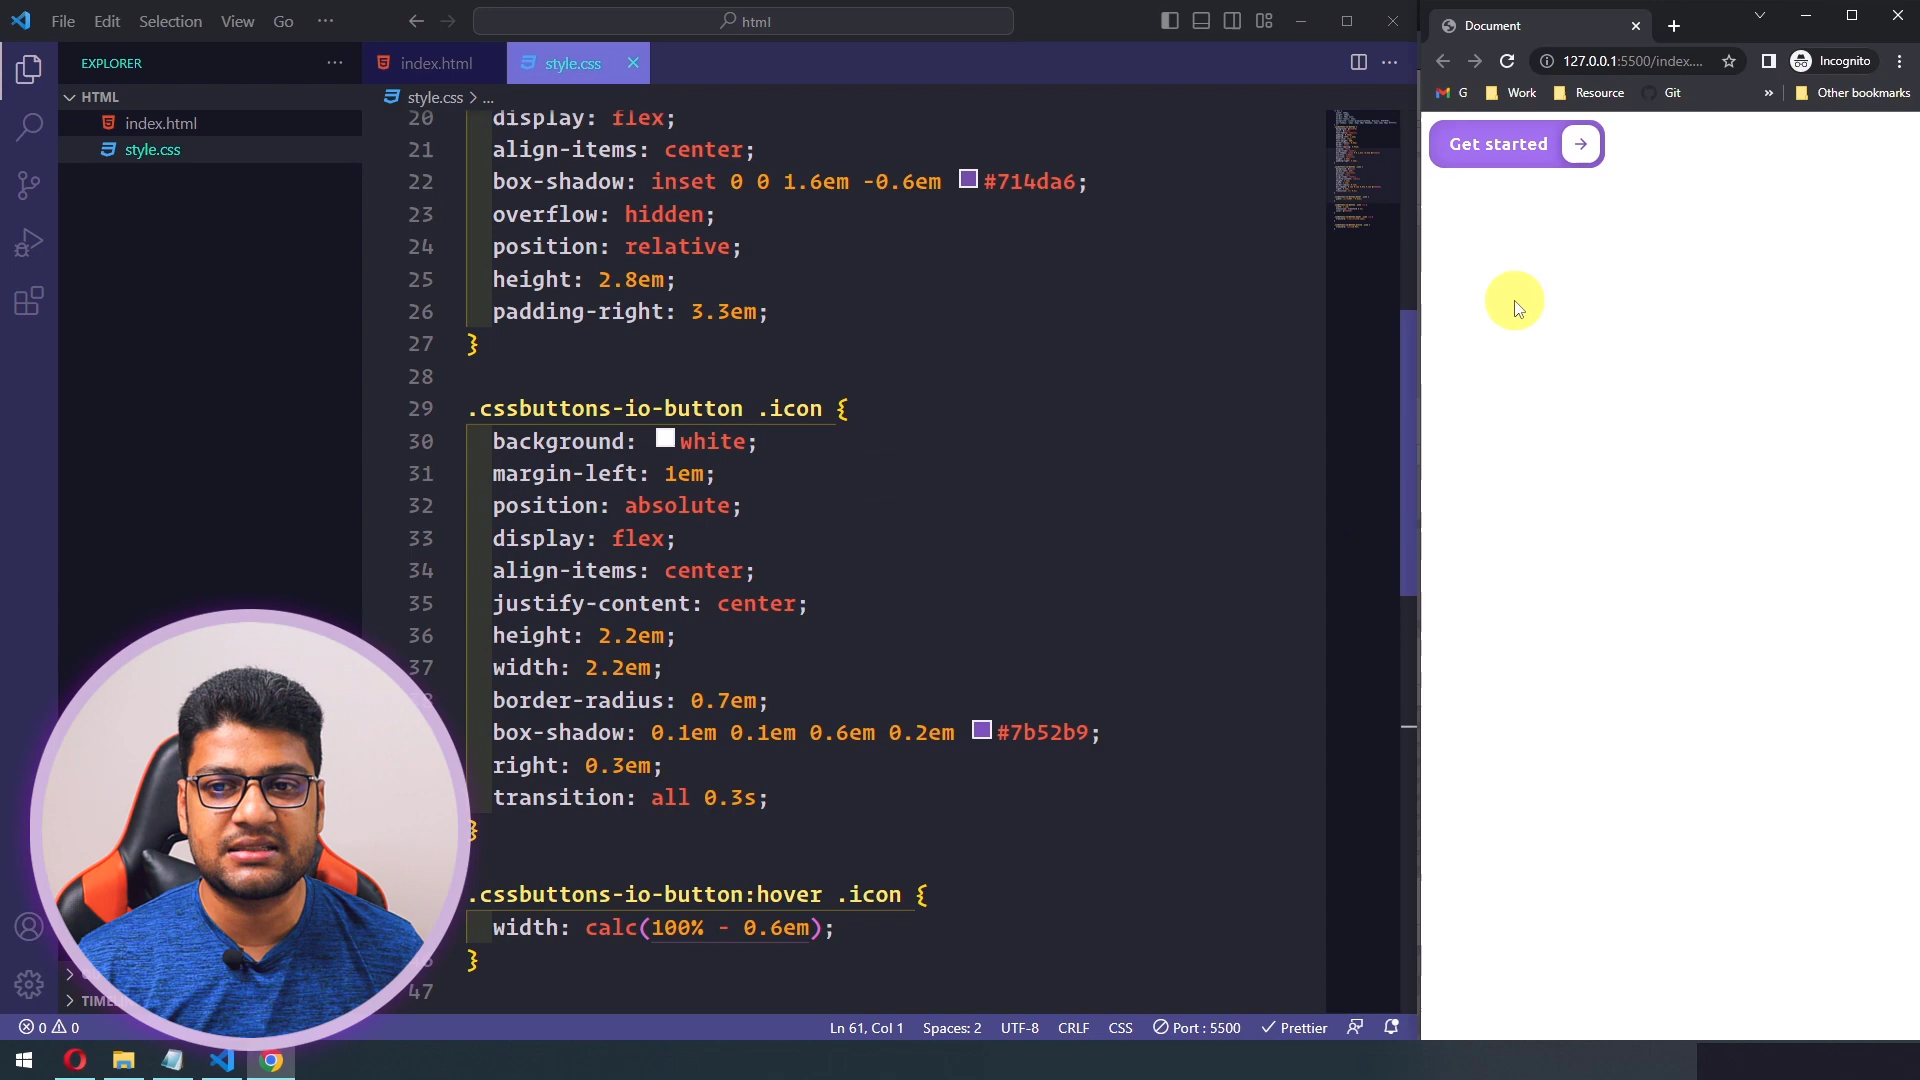 File Edit Selection View Go ···
html
Document
EXPLORER
index.html
style.css
127.0.0.1:5500/index....
Incognito
HTML
style.css > ...
G
Work
Resource
Git
»
Other bookmarks
index.html
style.css
20 display: flex;
21 align-items: center;
22 box-shadow: inset 0 0 1.6em -0.6em #714da6;
23 overflow: hidden;
24 position: relative;
25 height: 2.8em;
26 padding-right: 3.3em;
27 }
28
29 .cssbuttons-io-button .icon {
30 background: white;
31 margin-left: 1em;
32 position: absolute;
33 display: flex;
34 align-items: center;
35 justify-content: center;
36 height: 2.2em;
37 width: 2.2em;
border-radius: 0.7em;
box-shadow: 0.1em 0.1em 0.6em 0.2em #7b52b9;
right: 0.3em;
transition: all 0.3s;
}
.cssbuttons-io-button:hover .icon {
width: calc(100% - 0.6em);
}
47
Get started
0 0
Ln 61, Col 1
Spaces: 2
UTF-8
CRLF
CSS
Port : 5500
Prettier